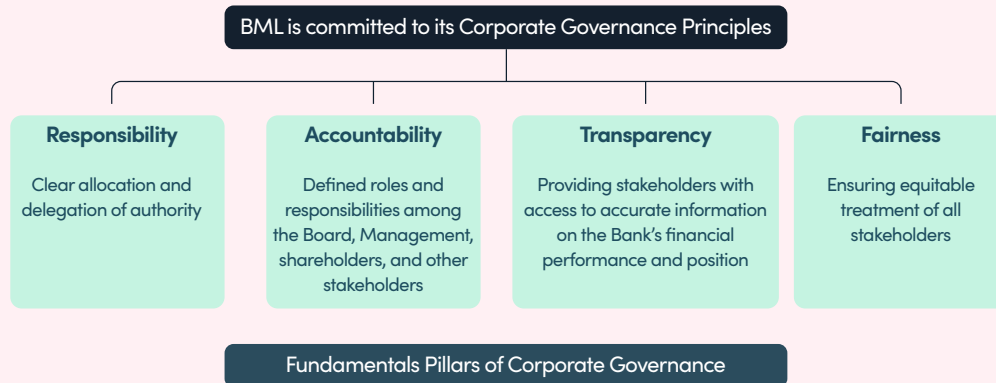 BML is committed to its Corporate Governance Principles
Responsibility
Clear allocation and
delegation of authority
Accountability
Defined roles and
responsibilities among
the Board, Management,
shareholders, and other
stakeholders
Transparency
Providing stakeholders with
access to accurate information
on the Bank's financial
performance and position
Fairness
Ensuring equitable
treatment of all
stakeholders
Fundamentals Pillars of Corporate Governance